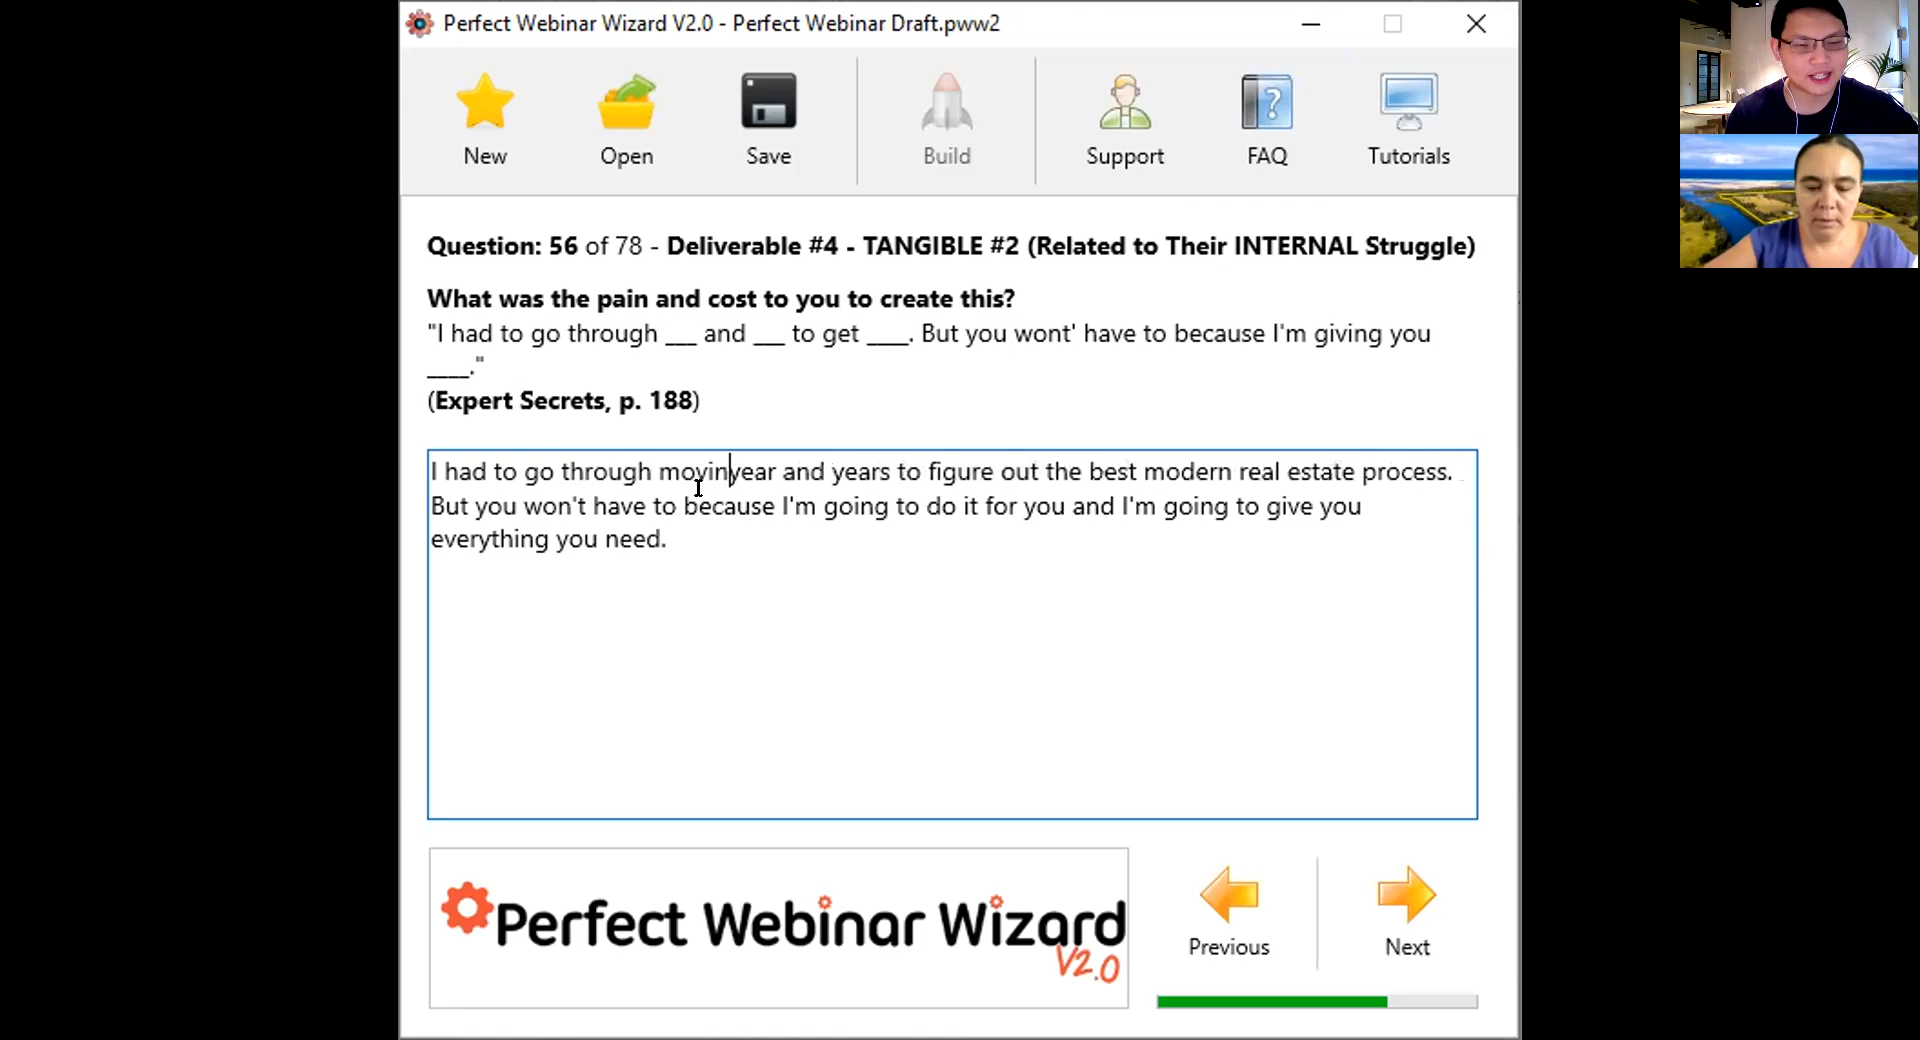 Perfect Webinar Wizard V2.0 - Perfect Webinar Draft.pww2
New Open Save Build Support FAQ Tutorials
Question: 56 of 78 - Deliverable #4 - TANGIBLE #2 (Related to Their INTERNAL Struggle)
What was the pain and cost to you to create this?
"I had to go through ___ and ___ to get ____. But you wont' have to because I'm giving you
____."
(Expert Secrets, p. 188)
I had to go through movinyear and years to figure out the best modern real estate process.
But you won't have to because I'm going to do it for you and I'm going to give you
everything you need.
Perfect Webinar Wizard
V2.0
Previous Next